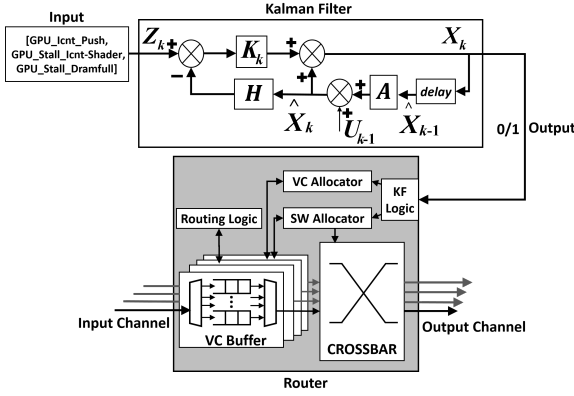 Input
Kalman Filter
[GPU_Icnt_Push,
GPU_Stall_Icnt-Shader,
GPU_Stall_Dramfull]
Z_k
+
−
K_k
+
+
X_k
H
X̂_k
+
+
U_k-1
A
X̂_k-1
delay
0/1 Output
VC Allocator
KF
Logic
Routing Logic
SW Allocator
Input Channel
VC Buffer
CROSSBAR
Output Channel
Router